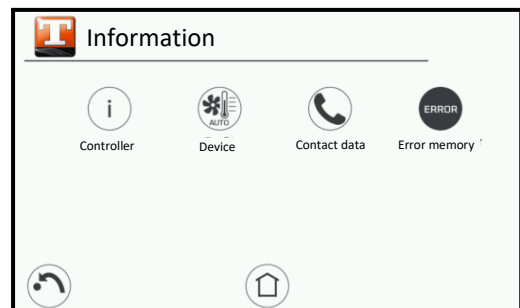 T Information
i
AUTO
ERROR
Controller
Device
Contact data
Error memory